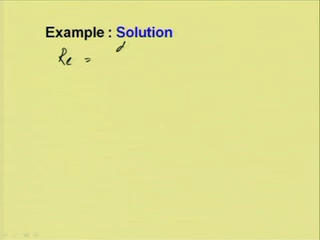 Example : Solution
Re =